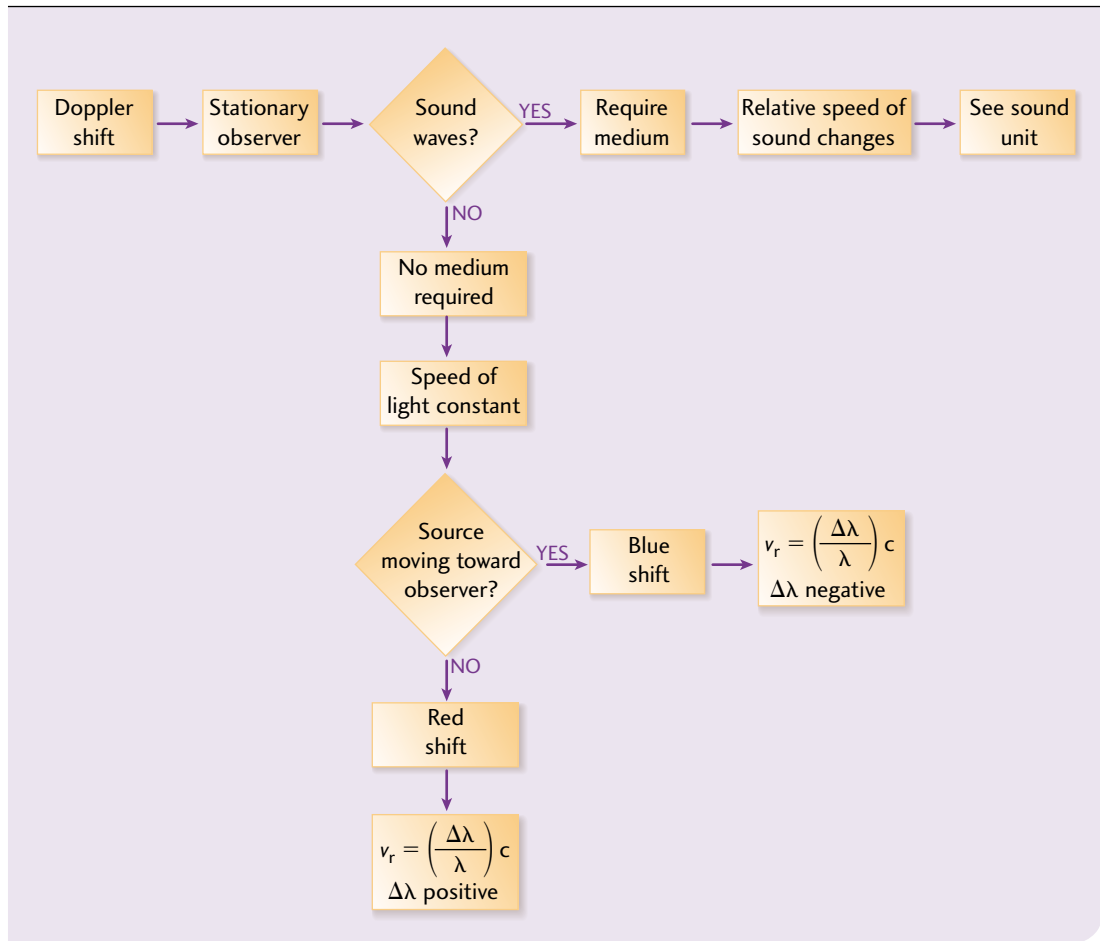 Doppler
shift
Stationary
observer
Sound
waves?
YES
Require
medium
Relative speed of
sound changes
See sound
unit
NO
No medium
required
Speed of
light constant
Source
moving toward
observer?
YES
Blue
shift
v_r = (Δλ/λ) c
Δλ negative
NO
Red
shift
v_r = (Δλ/λ) c
Δλ positive